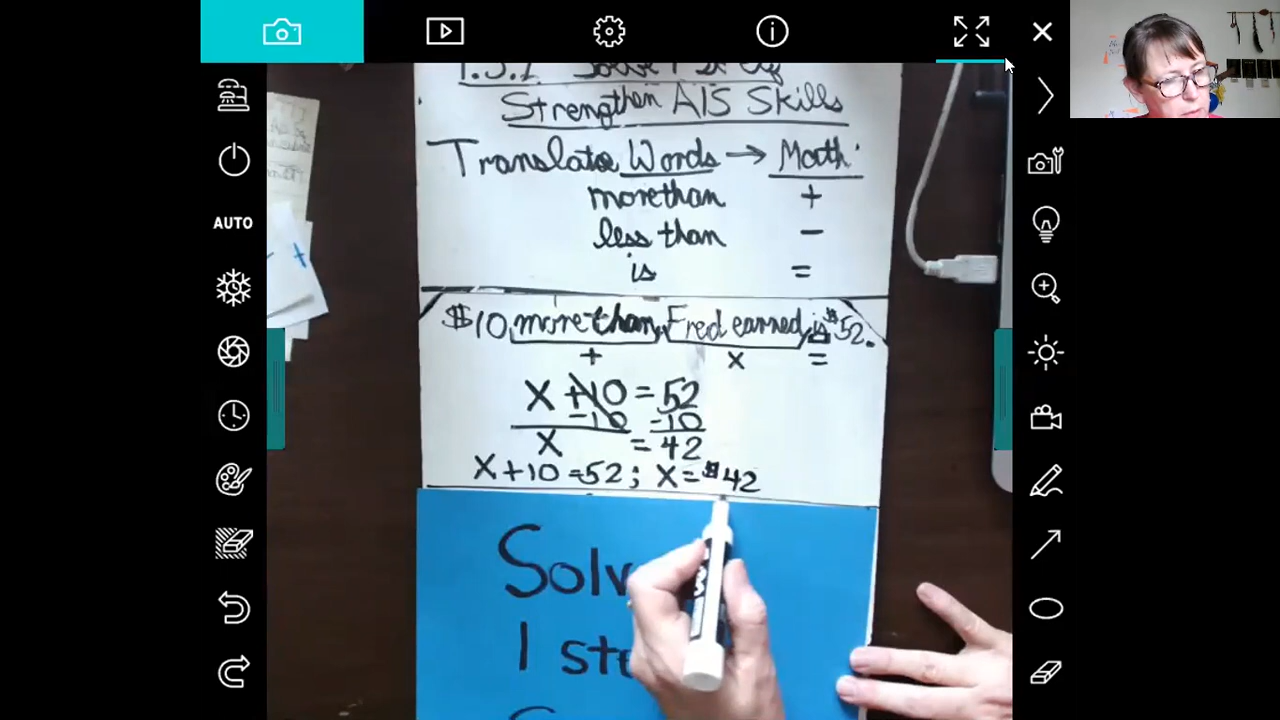 AUTO
Strengthen AIS Skills
Translate Words → Math
more than +
less than -
is =
$10 more than Fred earned is $52.
+ x =
x + 10 = 52
-10 -10
x = 42
x + 10 = 52; x = $42
Solv
1 ste